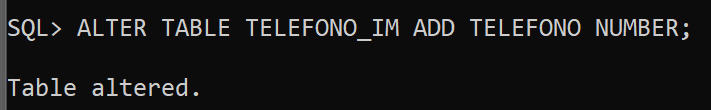 SQL> ALTER TABLE TELEFONO_IM ADD TELEFONO NUMBER;
Table altered.